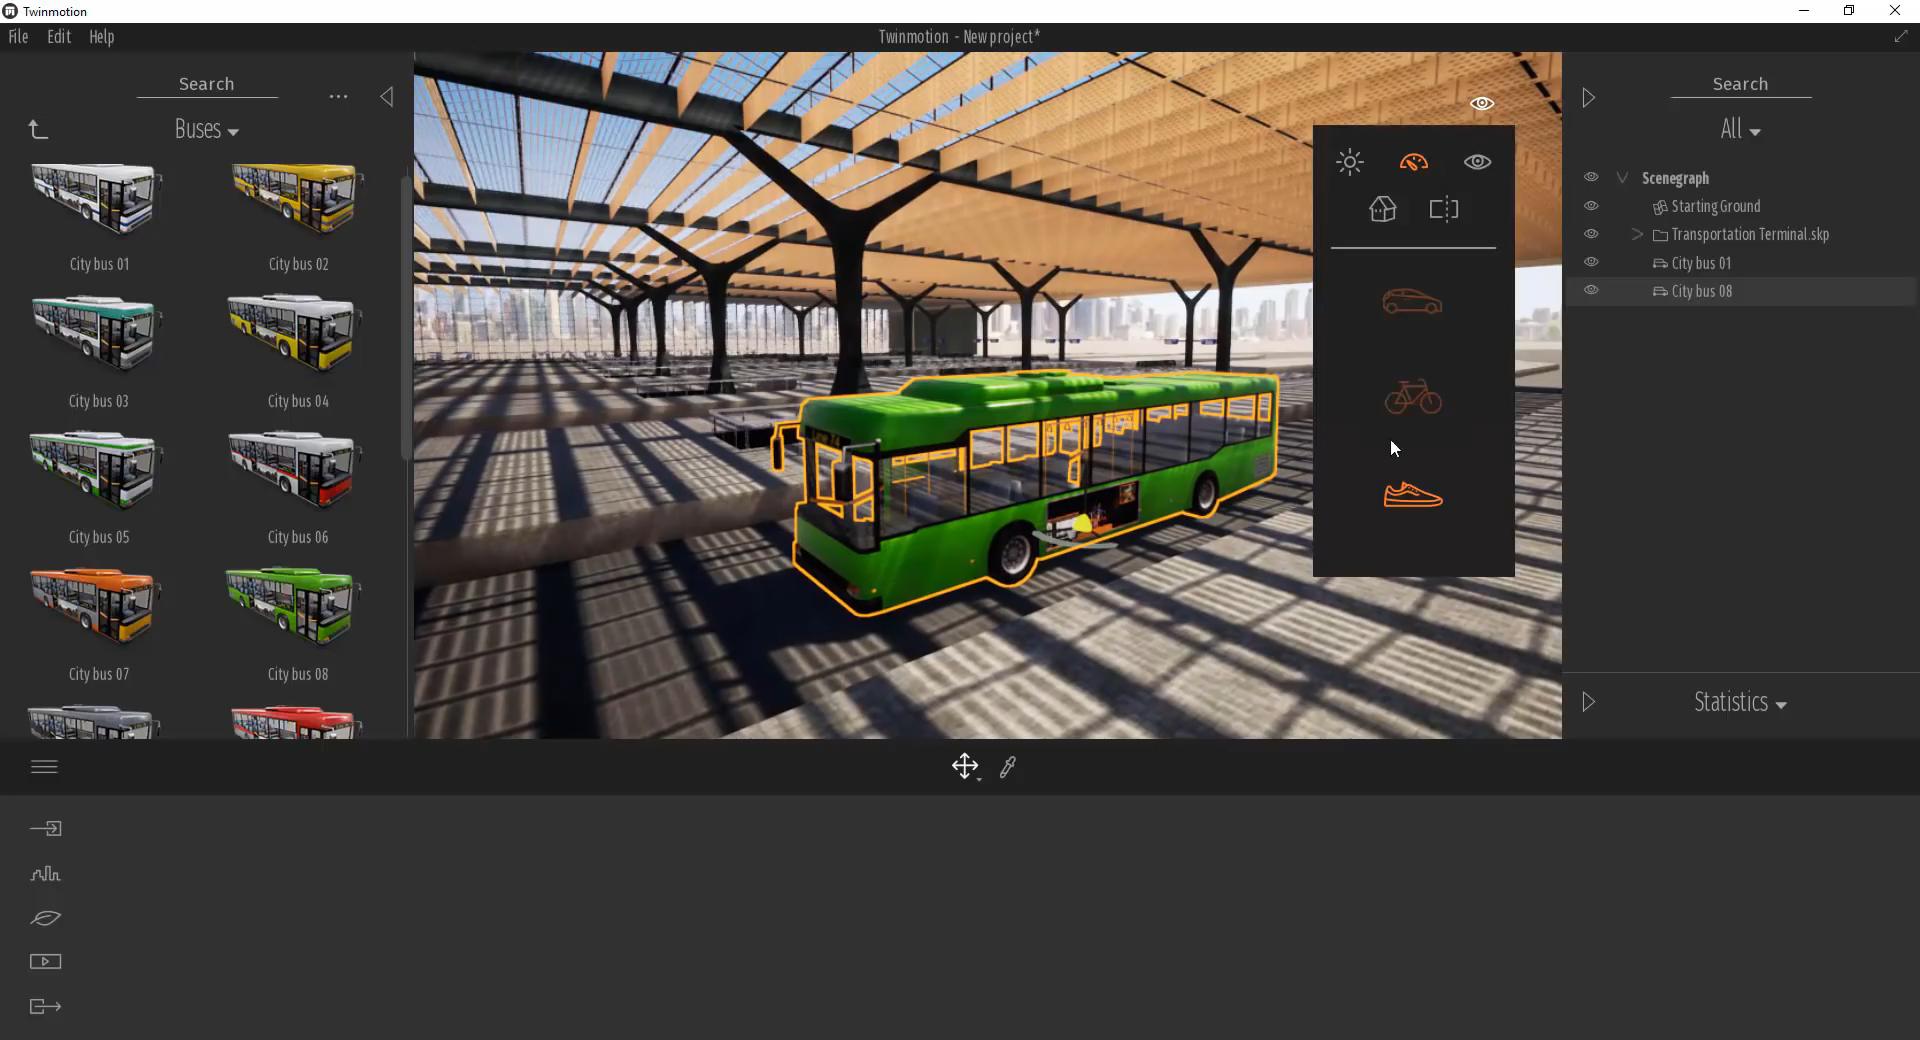 Twinmotion
File Edit Help
Twinmotion - New project*
Search
...
Buses
City bus 01
City bus 02
City bus 03
City bus 04
City bus 05
City bus 06
City bus 07
City bus 08
Search
All
Scenegraph
Starting Ground
Transportation Terminal.skp
City bus 01
City bus 08
Statistics